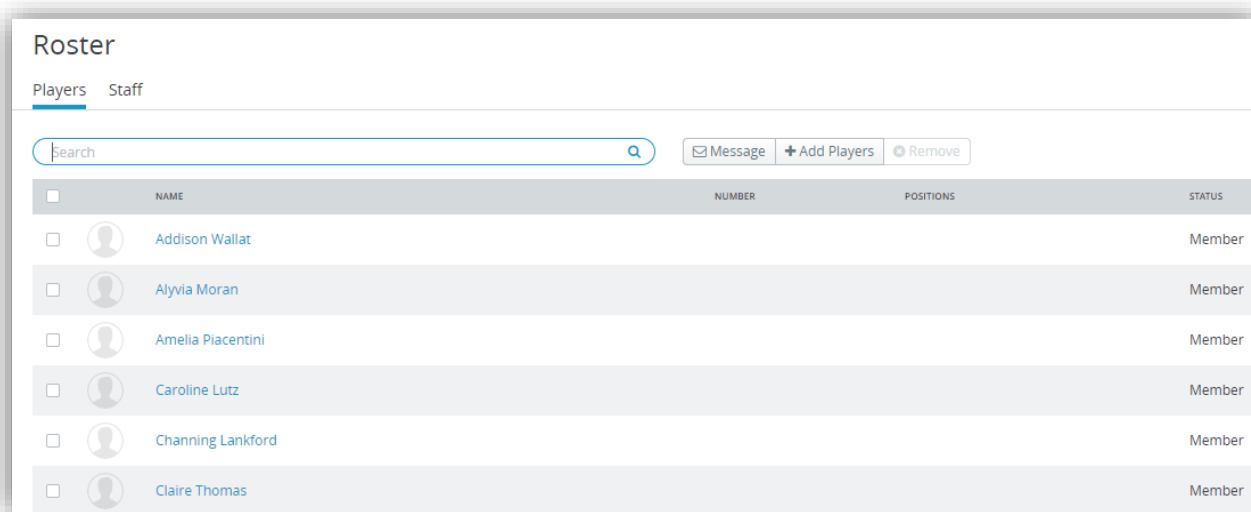 Roster
Players Staff
Search Message Add Players Remove
NAME NUMBER POSITIONS STATUS
Addison Wallat Member
Alyvia Moran Member
Amelia Piacentini Member
Caroline Lutz Member
Channing Lankford Member
Claire Thomas Member